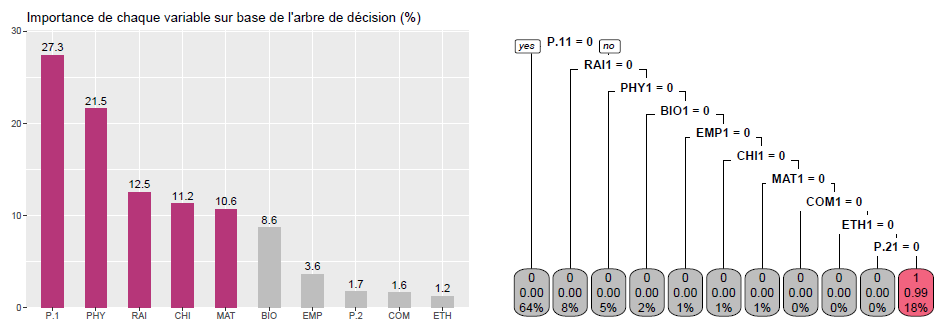 Importance de chaque variable sur base de l'arbre de décision (%)
30
20
10
0
27.3
21.5
12.5
11.2
10.6
8.6
3.6
1.7
1.6
1.2
P.1 PHY RAI CHI MAT BIO EMP P.2 COM ETH
yes P.11 = 0 no
RAI1 = 0
PHY1 = 0
BIO1 = 0
EMP1 = 0
CHI1 = 0
MAT1 = 0
COM1 = 0
ETH1 = 0
P.21 = 0
0 0 0 0 0 0 0 0 0 0 1
0.00 0.00 0.00 0.00 0.00 0.00 0.00 0.00 0.00 0.00 0.99
64% 8% 5% 2% 1% 1% 1% 0% 0% 0% 18%